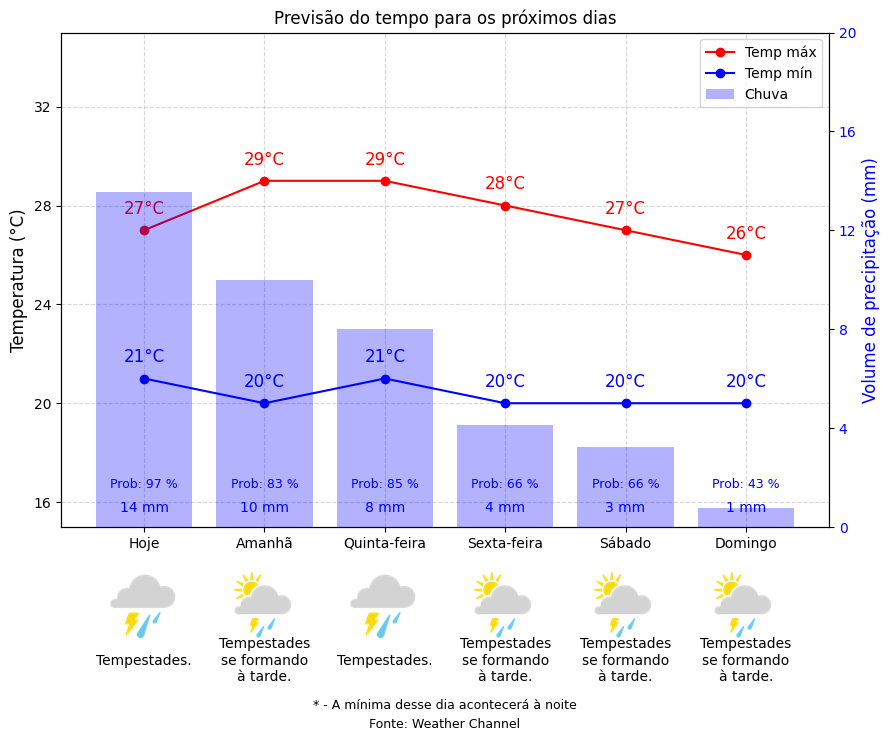 Previsão do tempo para os próximos dias
Temp máx
Temp mín
Chuva
Temperatura (°C)
32
28
24
20
16
Volume de precipitação (mm)
20
16
12
8
4
0
27°C
29°C
29°C
28°C
27°C
26°C
21°C
20°C
21°C
20°C
20°C
20°C
Prob: 97 %
14 mm
Prob: 83 %
10 mm
Prob: 85 %
8 mm
Prob: 66 %
4 mm
Prob: 66 %
3 mm
Prob: 43 %
1 mm
Hoje
Amanhã
Quinta-feira
Sexta-feira
Sábado
Domingo
Tempestades.
Tempestades
se formando
à tarde.
Tempestades.
Tempestades
se formando
à tarde.
Tempestades
se formando
à tarde.
Tempestades
se formando
à tarde.
* - A mínima desse dia acontecerá à noite
Fonte: Weather Channel